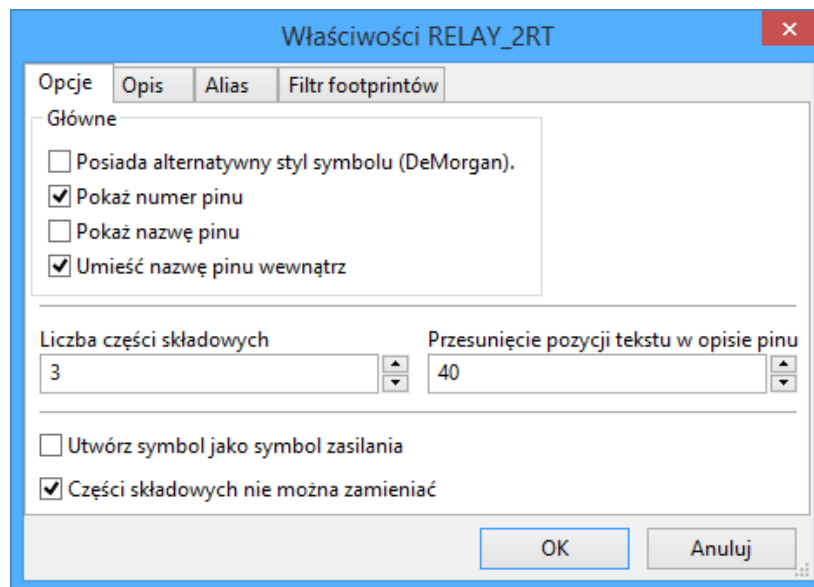 Właściwości RELAY_2RT
Opcje Opis Alias Filtr footprintów
Główne
Posiada alternatywny styl symbolu (DeMorgan).
Pokaż numer pinu
Pokaż nazwę pinu
Umieść nazwę pinu wewnątrz
Liczba części składowych Przesunięcie pozycji tekstu w opisie pinu
3 40
Utwórz symbol jako symbol zasilania
Części składowych nie można zamieniać
OK Anuluj